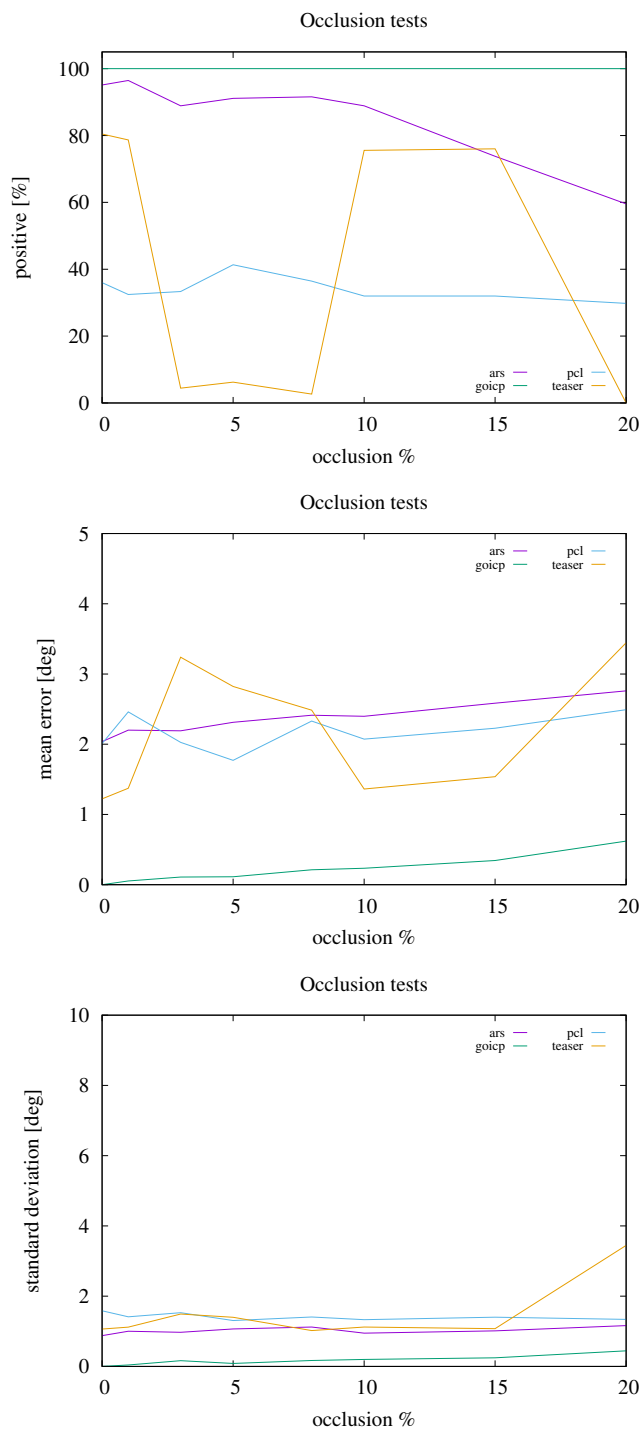 Occlusion tests
100
80
60
40
20
0
positive [%]
ars pcl
goicp teaser
0 5 10 15 20
occlusion %
Occlusion tests
5
4
3
2
1
0
mean error [deg]
ars pcl
goicp teaser
0 5 10 15 20
occlusion %
Occlusion tests
10
8
6
4
2
0
standard deviation [deg]
ars pcl
goicp teaser
0 5 10 15 20
occlusion %